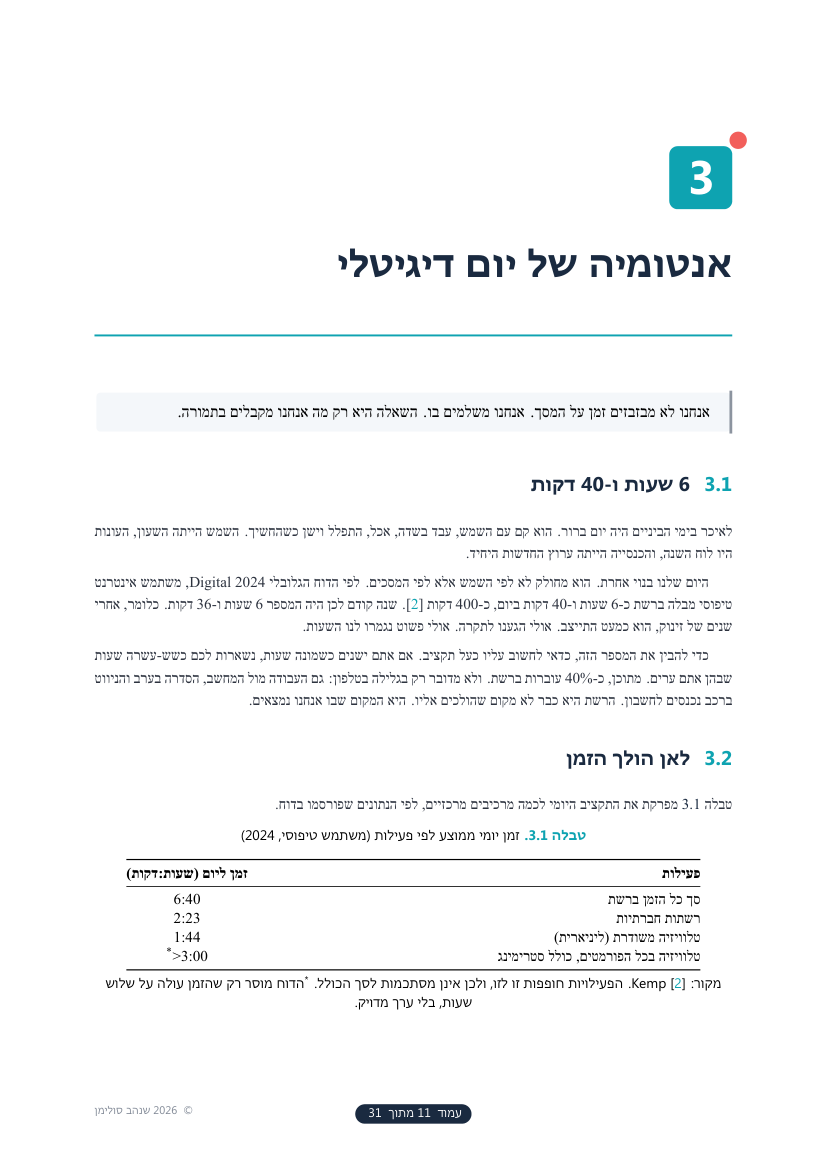 3
אנטומיה של יום דיגיטלי
אנחנו לא מבזבזים זמן על המסך. אנחנו משלמים בו. השאלה היא רק מה אנחנו מקבלים בתמורה.
3.1 6 שעות ו-40 דקות
לאיכר בימי הביניים היה יום ברור. הוא קם עם השמש, עבד בשדה, אכל, התפלל וישן כשהחשיך. השמש הייתה השעון, העונות
היו לוח השנה, והכנסייה הייתה ערוץ החדשות היחיד.
היום שלנו בנוי אחרת. הוא מחולק לא לפי השמש אלא לפי המסכים. לפי הדוח הגלובלי Digital 2024, משתמש אינטרנט
טיפוסי מבלה ברשת כ-6 שעות ו-40 דקות ביום, כ-400 דקות [2]. שנה קודם לכן היה המספר 6 שעות ו-36 דקות. כלומר, אחרי
שנים של זינוק, הוא כמעט התייצב. אולי הגענו לתקרה. אולי פשוט נגמרו לנו השעות.
כדי להבין את המספר הזה, כדאי לחשוב עליו כעל תקציב. אם אתם ישנים כשמונה שעות, נשארות לכם כשש-עשרה שעות
שבהן אתם ערים. מתוכן, כ-40% עוברות ברשת. ולא מדובר רק בגלילה בטלפון: גם העבודה מול המחשב, הסדרה בערב והניווט
ברכב נכנסים לחשבון. הרשת היא כבר לא מקום שהולכים אליו. היא המקום שבו אנחנו נמצאים.
3.2 לאן הולך הזמן
טבלה 3.1 מפרקת את התקציב היומי לכמה מרכיבים מרכזיים, לפי הנתונים שפורסמו בדוח.
טבלה 3.1. זמן יומי ממוצע לפי פעילות (משתמש טיפוסי, 2024)
פעילות זמן ליום (שעות:דקות)
סך כל הזמן ברשת 6:40
רשתות חברתיות 2:23
טלוויזיה משודרת (ליניארית) 1:44
טלוויזיה בכל הפורמטים, כולל סטרימינג >3:00*
מקור: Kemp [2]. הפעילויות חופפות זו לזו, ולכן אינן מסתכמות לסך הכולל. *הדוח מוסר רק שהזמן עולה על שלוש
שעות, בלי ערך מדויק.
עמוד 11 מתוך 31
© 2026 שנהב סולימן